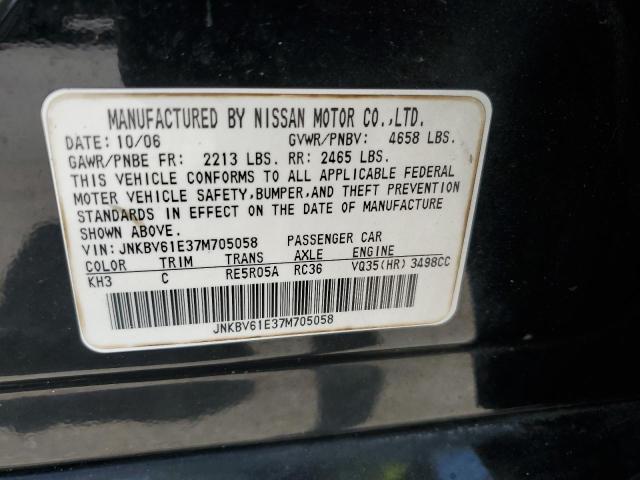 MANUFACTURED BY NISSAN MOTOR CO.,LTD.
DATE: 10/06 GVWR/PNBV: 4658 LBS.
GAWR/PNBE FR: 2213 LBS. RR: 2465 LBS.
THIS VEHICLE CONFORMS TO ALL APPLICABLE FEDERAL
MOTER VEHICLE SAFETY,BUMPER,AND THEFT PREVENTION
STANDARDS IN EFFECT ON THE DATE OF MANUFACTURE
SHOWN ABOVE.
VIN: JNKBV61E37M705058 PASSENGER CAR
COLOR TRIM TRANS AXLE ENGINE
KH3 C RE5R05A RC36 VQ35(HR) 3498CC
JNKBV61E37M705058